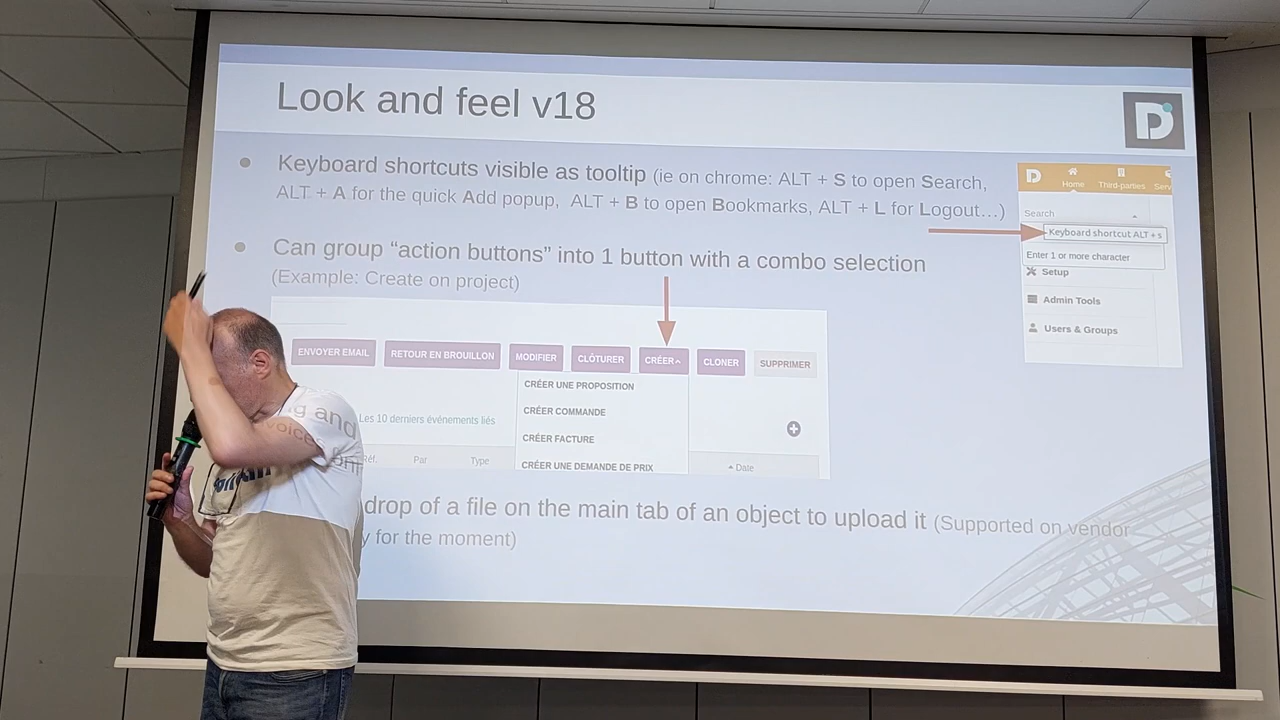 Look and feel v18
Keyboard shortcuts visible as tooltip (ie on chrome: ALT + S to open Search,
ALT + A for the quick Add popup, ALT + B to open Bookmarks, ALT + L for Logout…)
Can group “action buttons” into 1 button with a combo selection
(Example: Create on project)
Home Third-parties
Search
Keyboard shortcut ALT + s
Enter 1 or more character
Setup
Admin Tools
Users & Groups
ENVOYER EMAIL RETOUR EN BROUILLON MODIFIER CLÔTURER CRÉER CLONER SUPPRIMER
CRÉER UNE PROPOSITION
CRÉER COMMANDE
CRÉER FACTURE
CRÉER UNE DEMANDE DE PRIX
Les 10 derniers événements liés
Réf. Par Type Date
drop of a file on the main tab of an object to upload it (Supported on vendor
for the moment)